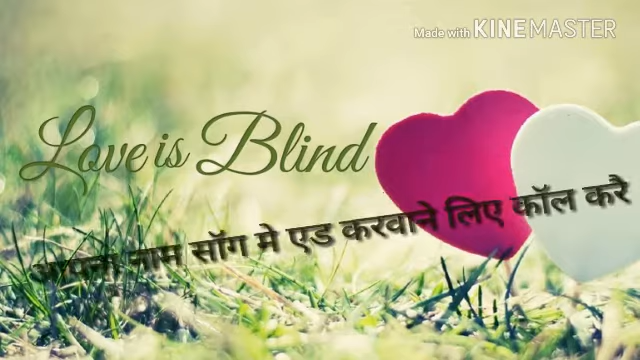 Made with KINEMASTER
Love is Blind
अपना नाम सॉग मे एड करवाने लिए कॉल करै